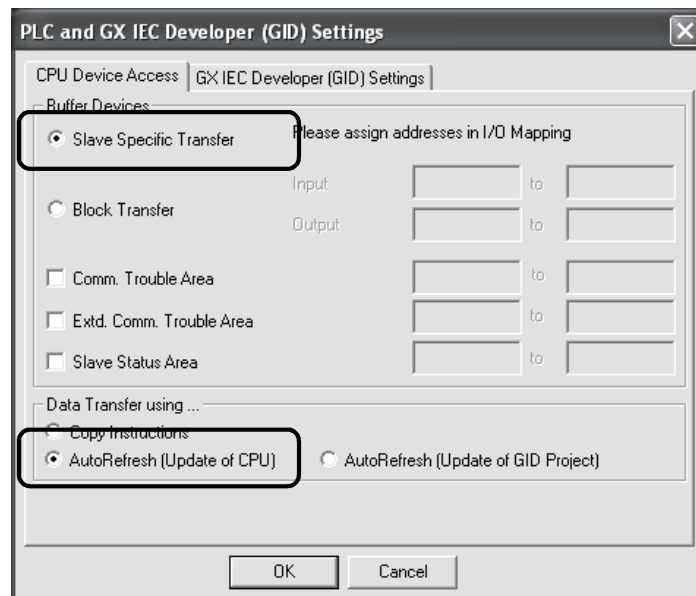 PLC and GX IEC Developer (GID) Settings
CPU Device Access
GX IEC Developer (GID) Settings
Buffer Devices
Slave Specific Transfer
Please assign addresses in I/O Mapping
Input
to
Block Transfer
Output
to
Comm. Trouble Area
to
Extd. Comm. Trouble Area
to
Slave Status Area
to
Data Transfer using ...
Copy Instructions
AutoRefresh (Update of CPU)
AutoRefresh (Update of GID Project)
OK
Cancel